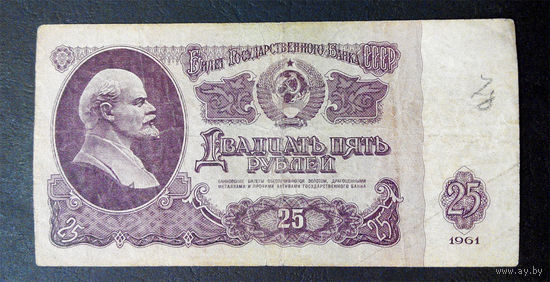 Билет Государственного Банка СССР
Двадцать пять
рублей
банковские билеты обеспечиваются золотом, драгоценными
металлами и прочими активами государственного банка
25
25
25
25
1961
www.ay.by